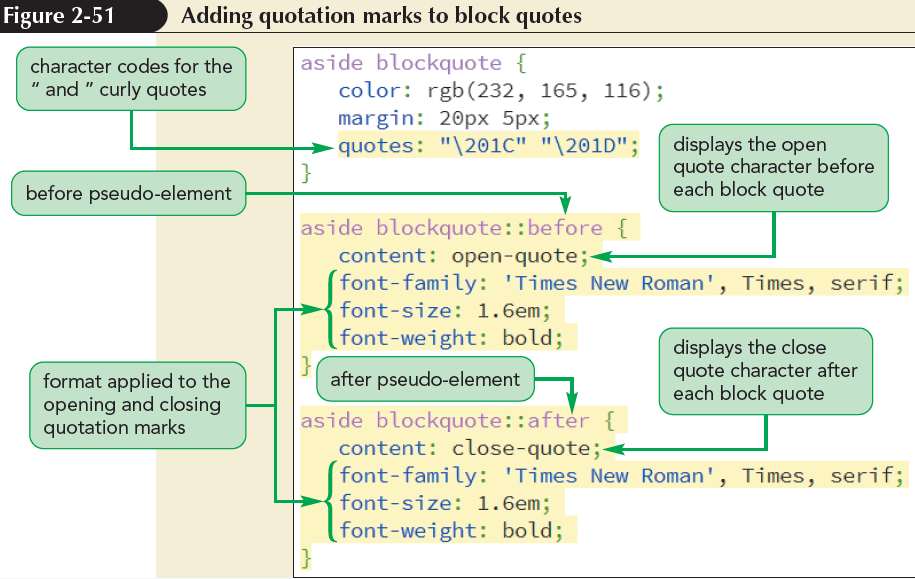 Figure 2-51 Adding quotation marks to block quotes
character codes for the
“ and ” curly quotes
aside blockquote {
color: rgb(232, 165, 116);
margin: 20px 5px;
quotes: "\201C" "\201D";
}
displays the open
quote character before
each block quote
before pseudo-element
aside blockquote::before {
content: open-quote;
font-family: 'Times New Roman', Times, serif;
font-size: 1.6em;
font-weight: bold;
}
format applied to the
opening and closing
quotation marks
after pseudo-element
displays the close
quote character after
each block quote
aside blockquote::after {
content: close-quote;
font-family: 'Times New Roman', Times, serif;
font-size: 1.6em;
font-weight: bold;
}